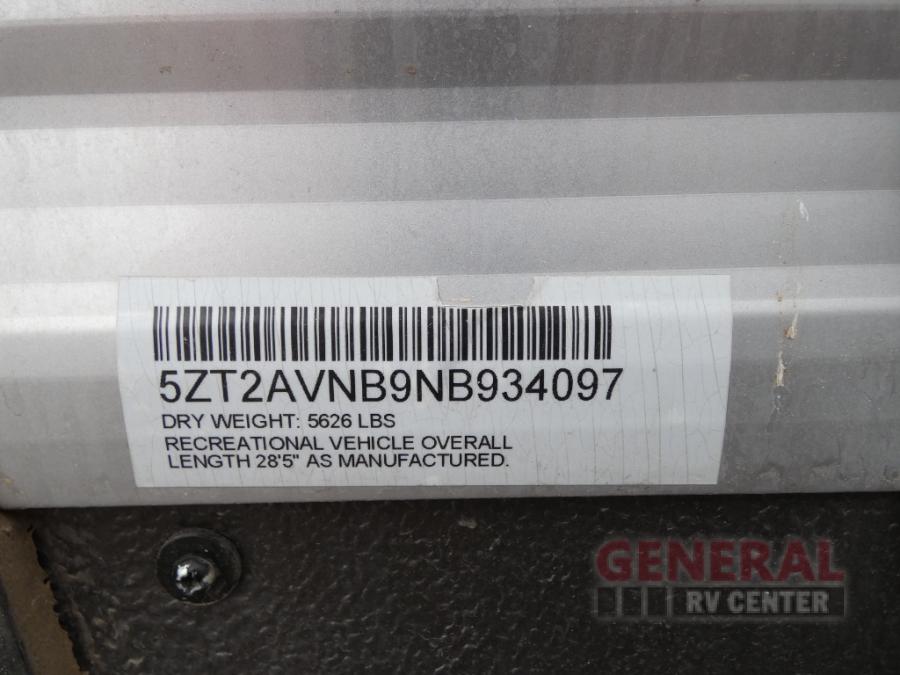 5ZT2AVNB9NB934097
DRY WEIGHT: 5626 LBS
RECREATIONAL VEHICLE OVERALL
LENGTH 28'5" AS MANUFACTURED.
GENERAL
RV CENTER